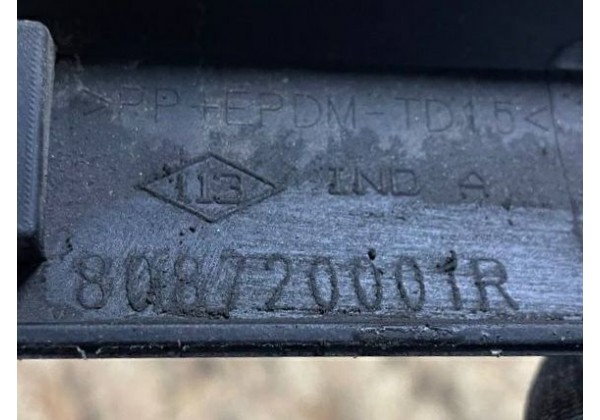 >PP+EPDM-TD15<
113 IND A
808720001R